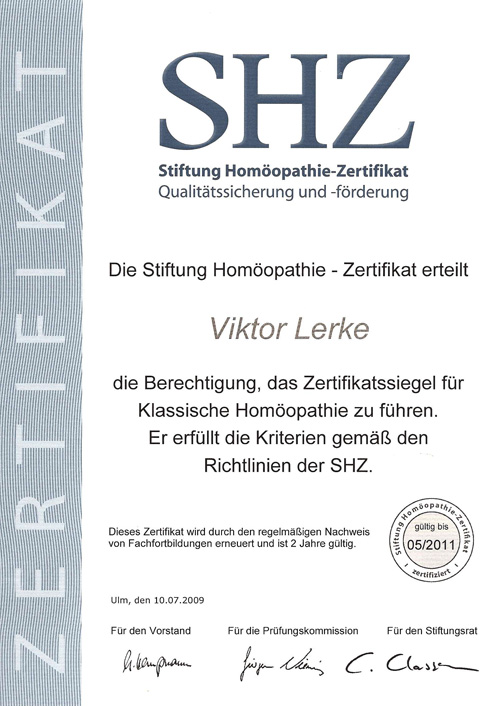 ZERTIFIKAT
SHZ
Stiftung Homöopathie-Zertifikat
Qualitätssicherung und -förderung
Die Stiftung Homöopathie - Zertifikat erteilt
Viktor Lerke
die Berechtigung, das Zertifikatssiegel für
Klassische Homöopathie zu führen.
Er erfüllt die Kriterien gemäß den
Richtlinien der SHZ.
Dieses Zertifikat wird durch den regelmäßigen Nachweis
von Fachfortbildungen erneuert und ist 2 Jahre gültig.
Stiftung Homöopathie-Zertifikat
gültig bis
05/2011
zertifiziert
Ulm, den 10.07.2009
Für den Vorstand
Für die Prüfungskommission
Für den Stiftungsrat
C. Classen